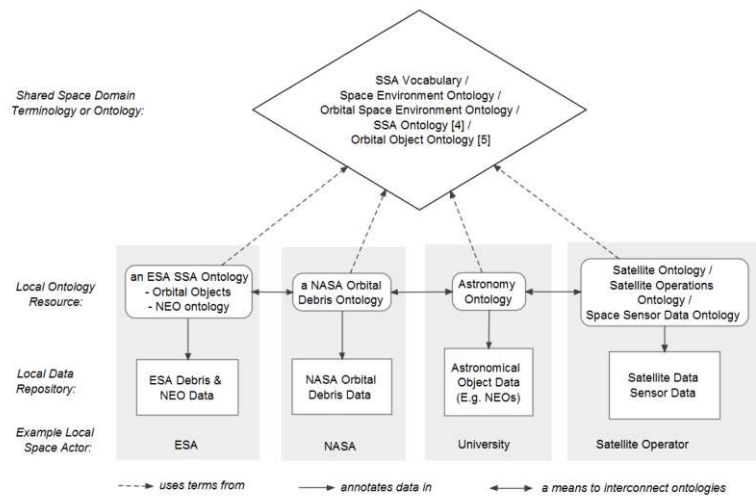 SSA Vocabulary /
Space Environment Ontology /
Orbital Space Environment Ontology /
SSA Ontology [4] /
Orbital Object Ontology [5]
Shared Space Domain
Terminology or Ontology:
Local Ontology
Resource:
an ESA SSA Ontology
- Orbital Objects
- NEO ontology
a NASA Orbital
Debris Ontology
Astronomy
Ontology
Satellite Ontology /
Satellite Operations
Ontology /
Space Sensor Data Ontology
Local Data
Repository:
ESA Debris &
NEO Data
NASA Orbital
Debris Data
Astronomical
Object Data
(E.g. NEOs)
Satellite Data
Sensor Data
Example Local
Space Actor:
ESA
NASA
University
Satellite Operator
uses terms from
annotates data in
a means to interconnect ontologies